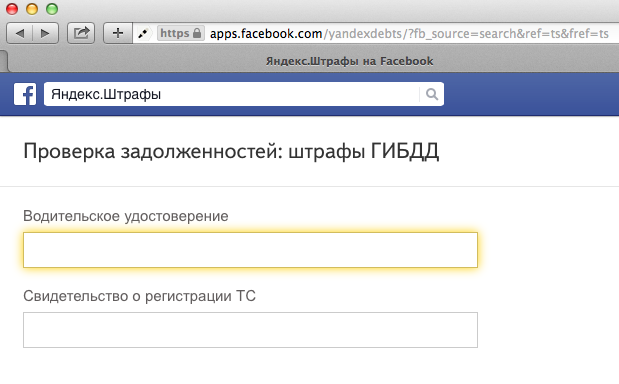 https apps.facebook.com/yandexdebts/?fb_source=search&ref=ts&fref=ts
Яндекс.Штрафы на Facebook
f Яндекс.Штрафы
Проверка задолженностей: штрафы ГИБДД
Водительское удостоверение
Свидетельство о регистрации ТС